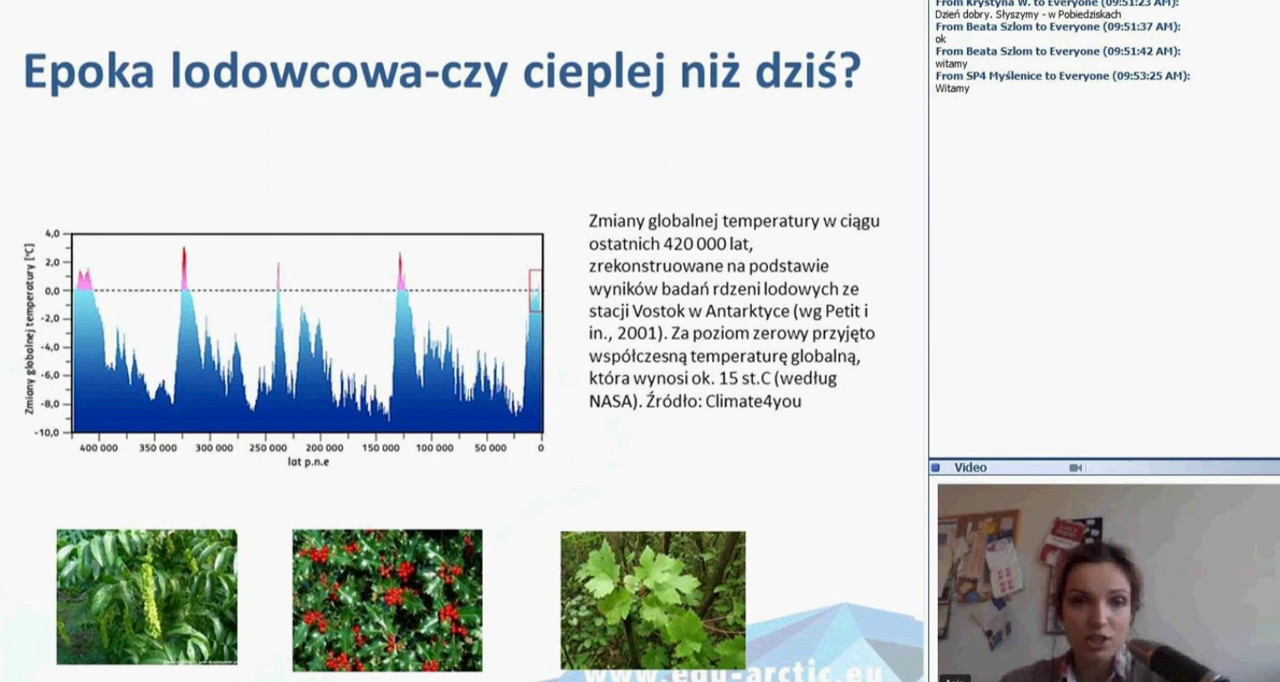 Epoka lodowcowa-czy cieplej niż dziś?
Zmiany globalnej temperatury [°C]
4,0
2,0
0,0
-2,0
-4,0
-6,0
-8,0
-10,0
400 000 350 000 300 000 250 000 200 000 150 000 100 000 50 000 0
lat p.n.e
Zmiany globalnej temperatury w ciągu
ostatnich 420 000 lat,
zrekonstruowane na podstawie
wyników badań rdzeni lodowych ze
stacji Vostok w Antarktyce (wg Petit i
in., 2001). Za poziom zerowy przyjęto
współczesną temperaturę globalną,
która wynosi ok. 15 st.C (według
NASA). Źródło: Climate4you
www.edu-arctic.eu
From Krystyna W. to Everyone (09:51:23 AM):
Dzień dobry. Słyszymy - w Pobiedziskach
From Beata Szlom to Everyone (09:51:37 AM):
ok
From Beata Szlom to Everyone (09:51:42 AM):
witamy
From SP4 Myślenice to Everyone (09:53:25 AM):
Witamy
Video